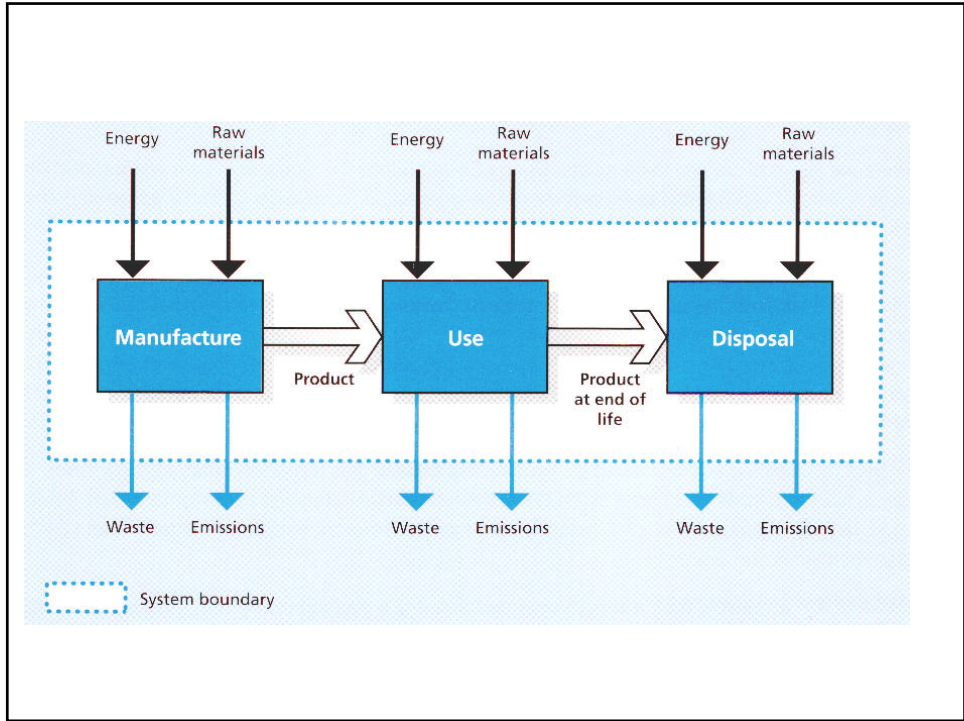 Energy
Raw
materials
Energy
Raw
materials
Energy
Raw
materials
Manufacture
Product
Use
Product
at end of
life
Disposal
Waste
Emissions
Waste
Emissions
Waste
Emissions
System boundary